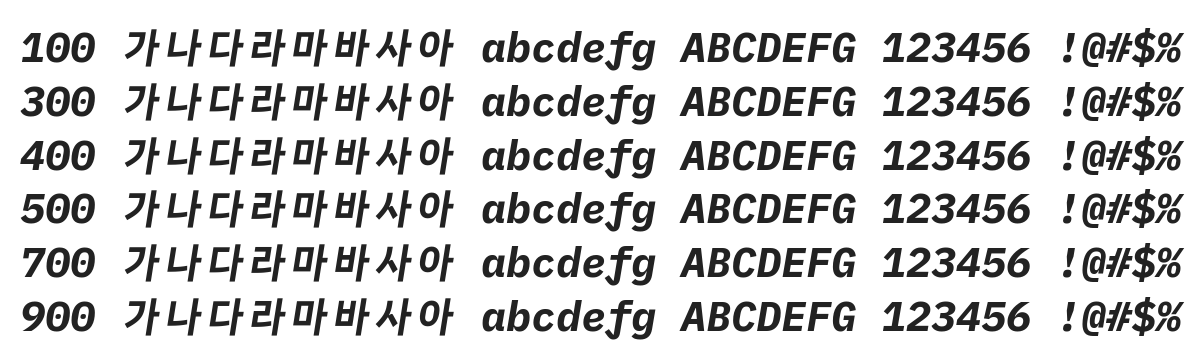 100 가나다라마바사아 abcdefg ABCDEFG 123456 !@#$%
300 가나다라마바사아 abcdefg ABCDEFG 123456 !@#$%
400 가나다라마바사아 abcdefg ABCDEFG 123456 !@#$%
500 가나다라마바사아 abcdefg ABCDEFG 123456 !@#$%
700 가나다라마바사아 abcdefg ABCDEFG 123456 !@#$%
900 가나다라마바사아 abcdefg ABCDEFG 123456 !@#$%